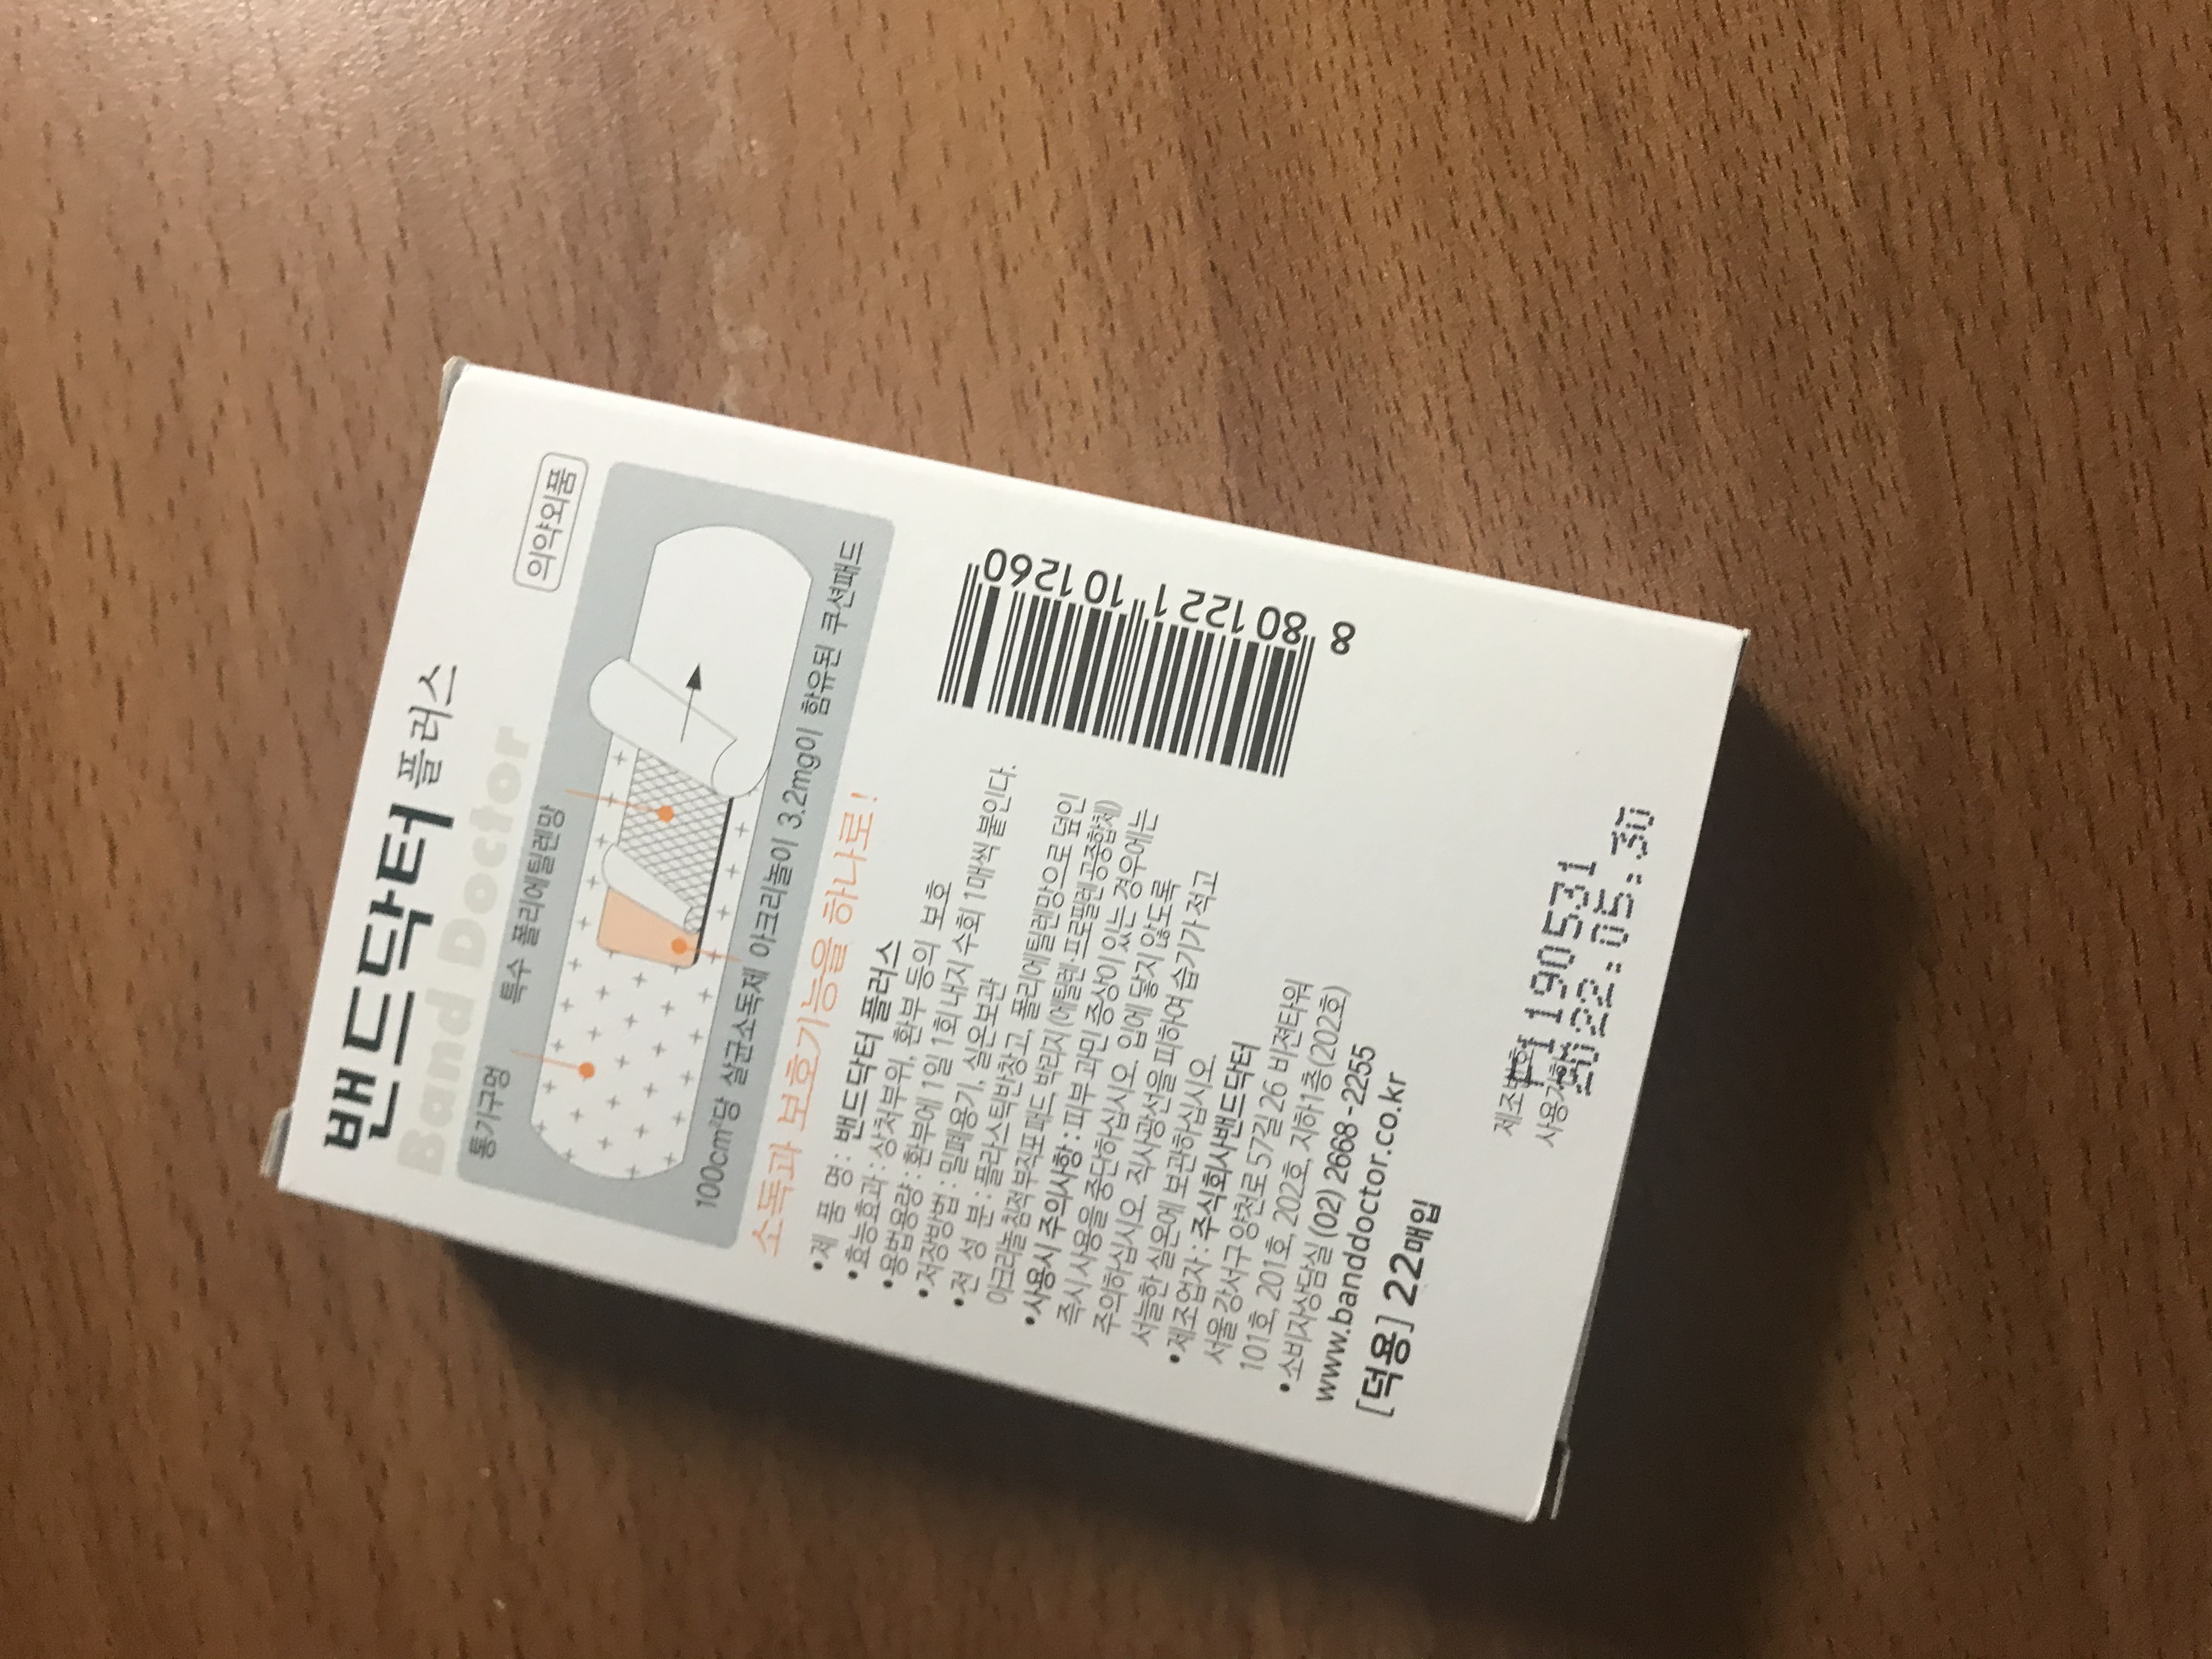 밴드닥터 플러스
Band Doctor
의약외품
통기구멍 특수 폴리에틸렌망
100cm²당 살균소독제 아크리놀이 3.2mg이 함유된 쿠션패드
소독과 보호기능을 하나로!
•제 품 명 : 밴드닥터 플러스
•효능효과 : 상처부위, 환부 등의 보호
•용법용량 : 환부에 1일 1회 내지 수회 1매씩 붙인다.
•저장방법 : 밀폐용기, 실온보관
•전 성 분 : 플라스틱반창고, 폴리에틸렌망으로 덮인
아크리놀 침적부직포 패드, 박리지 (에틸렌-프로필렌 공중합체)
•사용시 주의사항 : 피부 과민 증상이 있는 경우에는
즉시 사용을 중단하십시오. 입에 닿지 않도록
주의하십시오. 직사광선을 피하여 습기가 적고
서늘한 실온에 보관하십시오.
•제조업자 : 주식회사밴드닥터
서울 강서구 양천로57길 26 비전타워
101호, 201호, 202호, 지하1층 (202호)
•소비자상담실 (02) 2668-2255
www.banddoctor.co.kr
[덕용] 22매입
제조번호
190531
사용기한
2022:05:30
8 801221 101260